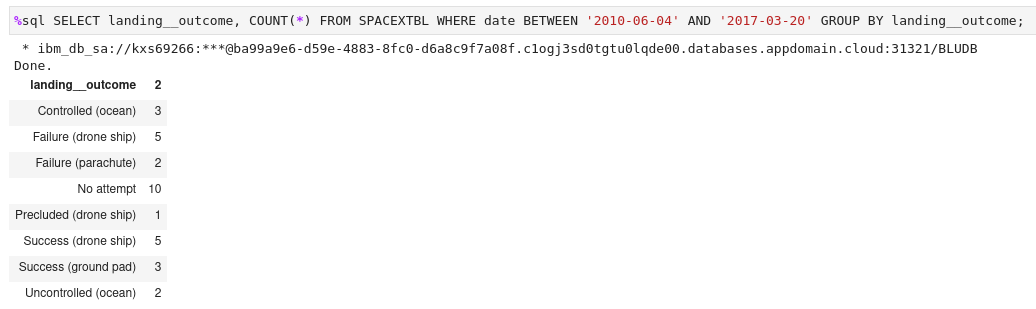 %sql SELECT landing__outcome, COUNT(*) FROM SPACEXTBL WHERE date BETWEEN '2010-06-04' AND '2017-03-20' GROUP BY landing__outcome;
* ibm_db_sa://kxs69266:***@ba99a9e6-d59e-4883-8fc0-d6a8c9f7a08f.c1ogj3sd0tgtu0lqde00.databases.appdomain.cloud:31321/BLUDB
Done.
landing__outcome 2
Controlled (ocean) 3
Failure (drone ship) 5
Failure (parachute) 2
No attempt 10
Precluded (drone ship) 1
Success (drone ship) 5
Success (ground pad) 3
Uncontrolled (ocean) 2